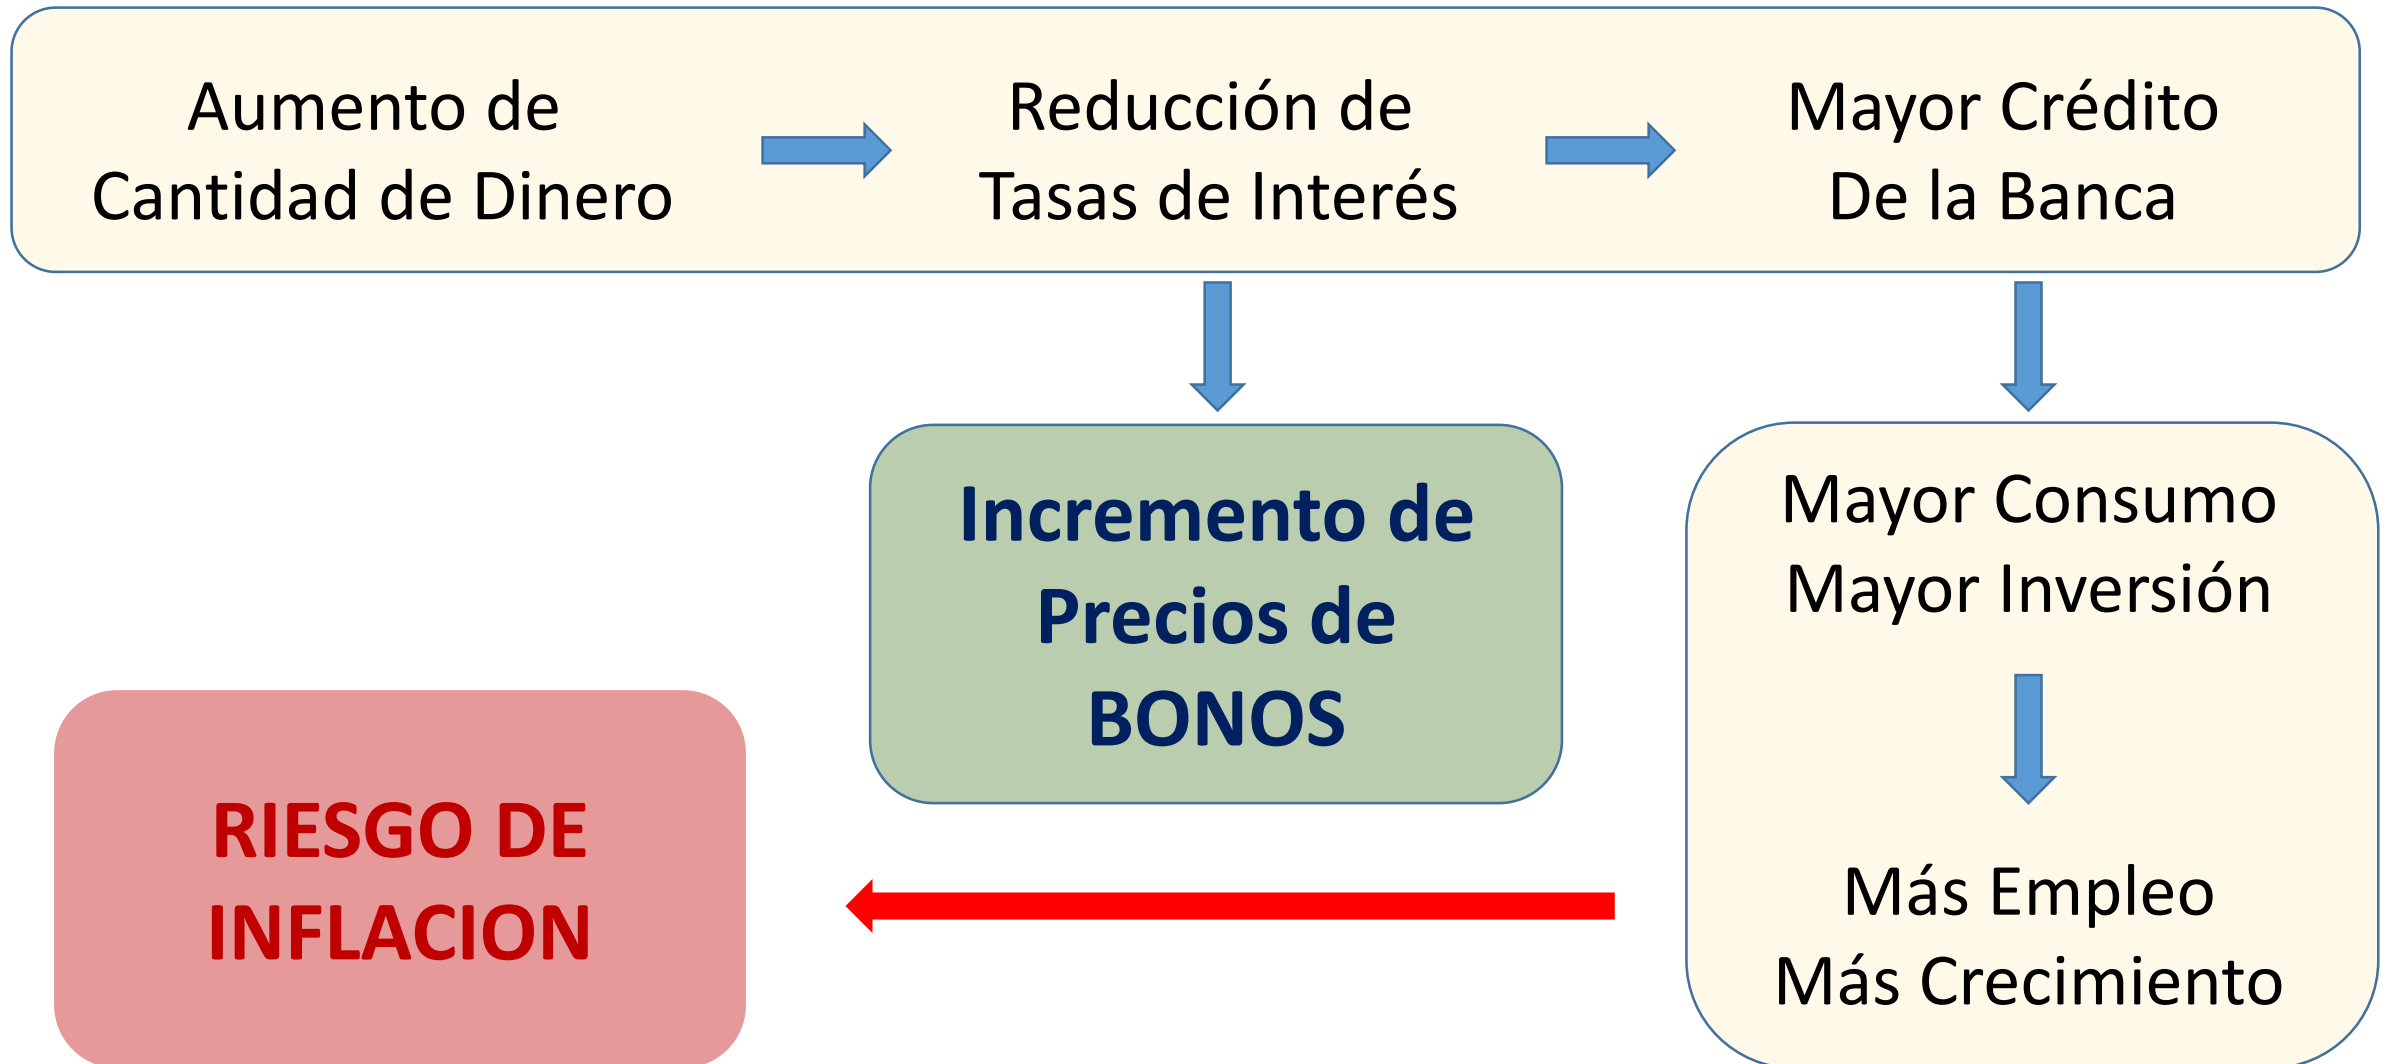 Aumento de
Cantidad de Dinero
Reducción de
Tasas de Interés
Mayor Crédito
De la Banca
Incremento de
Precios de
BONOS
Mayor Consumo
Mayor Inversión
Más Empleo
Más Crecimiento
RIESGO DE
INFLACION